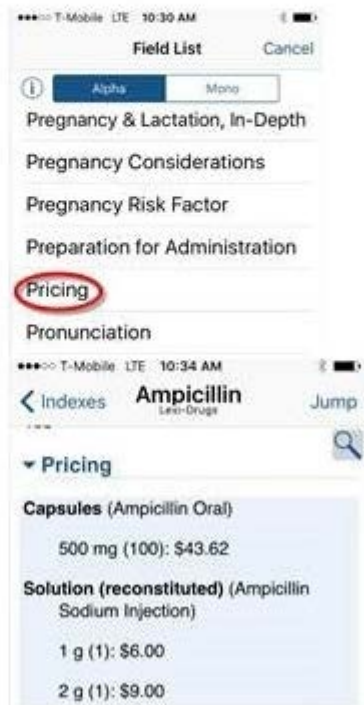 T-Mobile LTE 10:30 AM
Field List Cancel
Alpha Mono
Pregnancy & Lactation, In-Depth
Pregnancy Considerations
Pregnancy Risk Factor
Preparation for Administration
Pricing
Pronunciation
T-Mobile LTE 10:34 AM
Indexes Ampicillin Jump
Lexi-Drugs
Pricing
Capsules (Ampicillin Oral)
500 mg (100): $43.62
Solution (reconstituted) (Ampicillin
Sodium Injection)
1 g (1): $6.00
2 g (1): $9.00